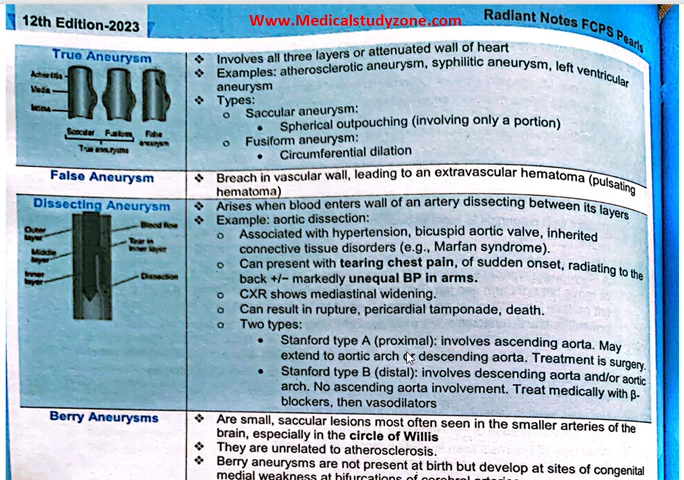 12th Edition-2023
www.Medicalstudyzone.com
Radiant Notes FCPS Pearls
True Aneurysm
Adventitia
Media
Intima
Saccular Fusiform False aneurysm
True aneurysms
❖ Involves all three layers or attenuated wall of heart
❖ Examples: atherosclerotic aneurysm, syphilitic aneurysm, left ventricular
aneurysm
❖ Types:
o Saccular aneurysm:
• Spherical outpouching (involving only a portion)
o Fusiform aneurysm:
• Circumferential dilation
False Aneurysm
❖ Breach in vascular wall, leading to an extravascular hematoma (pulsating
hematoma)
Dissecting Aneurysm
Outer layer
Middle layer
Inner layer
Blood flow
Tear in inner layer
Dissection
❖ Arises when blood enters wall of an artery dissecting between its layers
❖ Example: aortic dissection:
o Associated with hypertension, bicuspid aortic valve, inherited
connective tissue disorders (e.g., Marfan syndrome).
o Can present with tearing chest pain, of sudden onset, radiating to the
back +/− markedly unequal BP in arms.
o CXR shows mediastinal widening.
o Can result in rupture, pericardial tamponade, death.
o Two types:
• Stanford type A (proximal): involves ascending aorta. May
extend to aortic arch or descending aorta. Treatment is surgery.
• Stanford type B (distal): involves descending aorta and/or aortic
arch. No ascending aorta involvement. Treat medically with β-
blockers, then vasodilators
Berry Aneurysms
❖ Are small, saccular lesions most often seen in the smaller arteries of the
brain, especially in the circle of Willis
❖ They are unrelated to atherosclerosis.
❖ Berry aneurysms are not present at birth but develop at sites of congenital
medial weakness at bifurcations of cerebral arteries